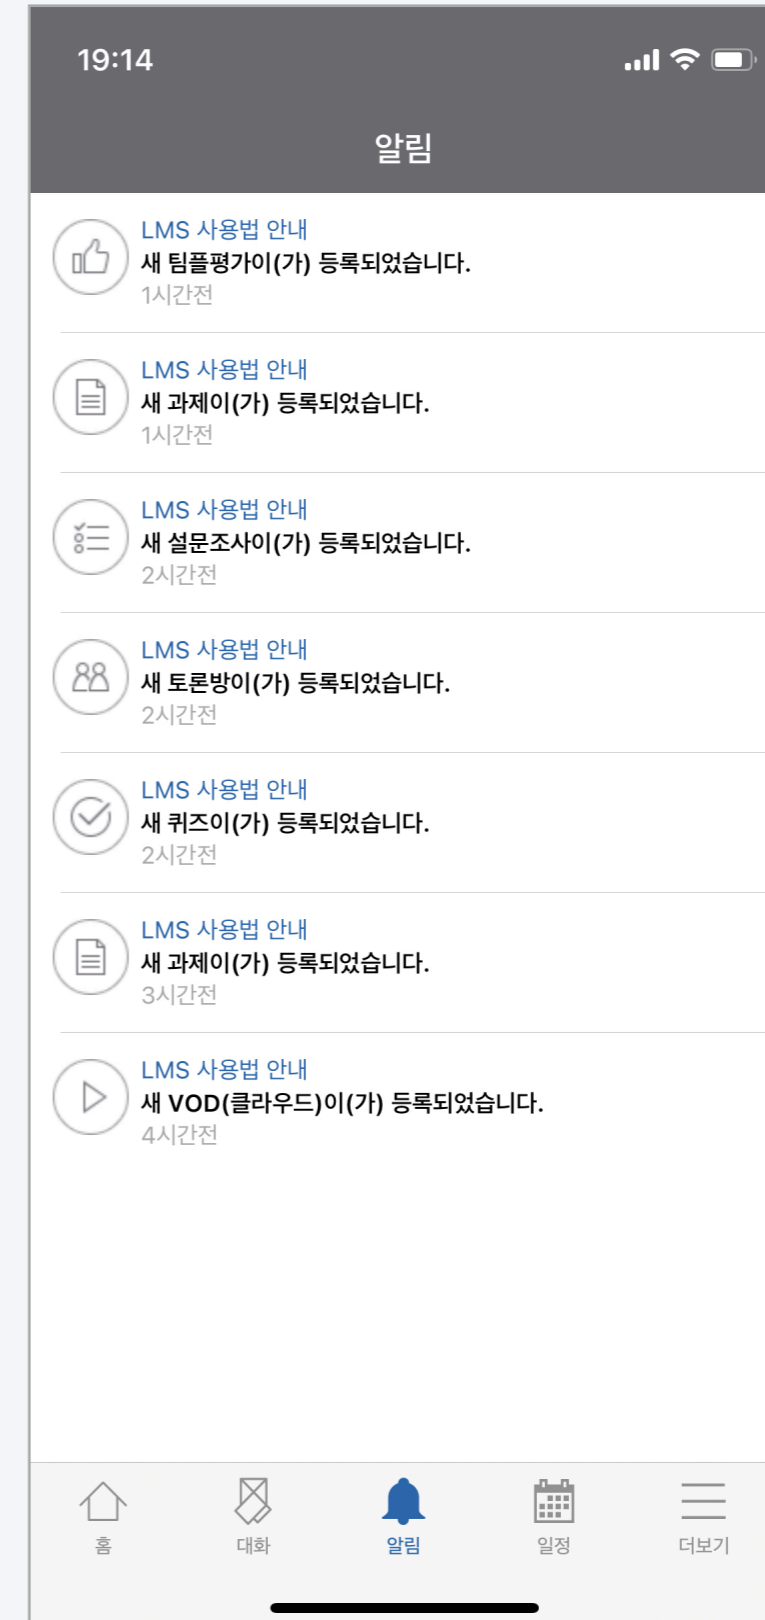 19:14
알림
LMS 사용법 안내
새 팀플평가이(가) 등록되었습니다.
1시간전
LMS 사용법 안내
새 과제이(가) 등록되었습니다.
1시간전
LMS 사용법 안내
새 설문조사이(가) 등록되었습니다.
2시간전
LMS 사용법 안내
새 토론방이(가) 등록되었습니다.
2시간전
LMS 사용법 안내
새 퀴즈이(가) 등록되었습니다.
2시간전
LMS 사용법 안내
새 과제이(가) 등록되었습니다.
3시간전
LMS 사용법 안내
새 VOD(클라우드)이(가) 등록되었습니다.
4시간전
홈 대화 알림 일정 더보기